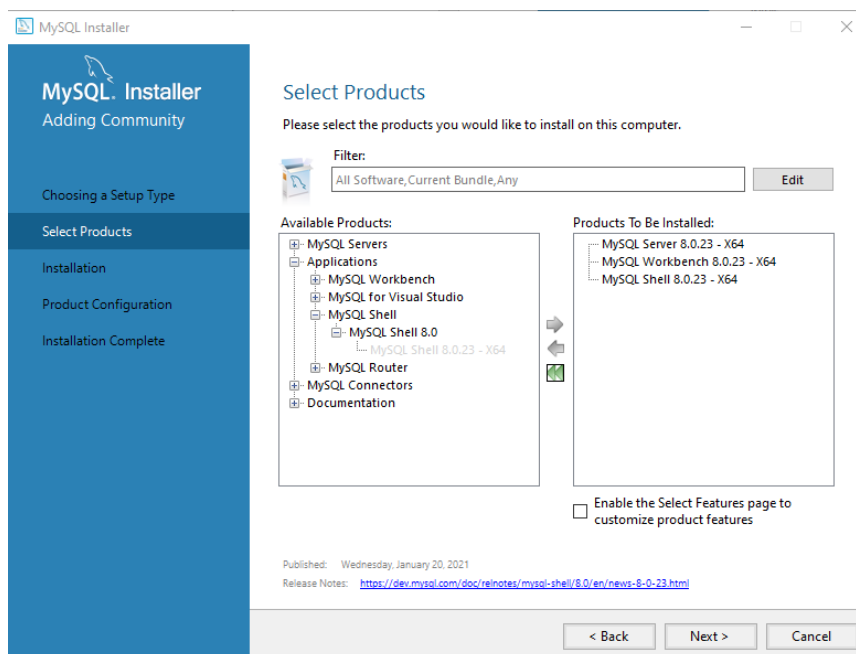 MySQL Installer
MySQL. Installer
Adding Community
Choosing a Setup Type
Select Products
Installation
Product Configuration
Installation Complete
Select Products
Please select the products you would like to install on this computer.
Filter:
All Software,Current Bundle,Any
Edit
Available Products:
MySQL Servers
Applications
MySQL Workbench
MySQL for Visual Studio
MySQL Shell
MySQL Shell 8.0
MySQL Shell 8.0.23 - X64
MySQL Router
MySQL Connectors
Documentation
Products To Be Installed:
MySQL Server 8.0.23 - X64
MySQL Workbench 8.0.23 - X64
MySQL Shell 8.0.23 - X64
Enable the Select Features page to
customize product features
Published: Wednesday, January 20, 2021
Release Notes: https://dev.mysql.com/doc/relnotes/mysql-shell/8.0/en/news-8-0-23.html
< Back
Next >
Cancel